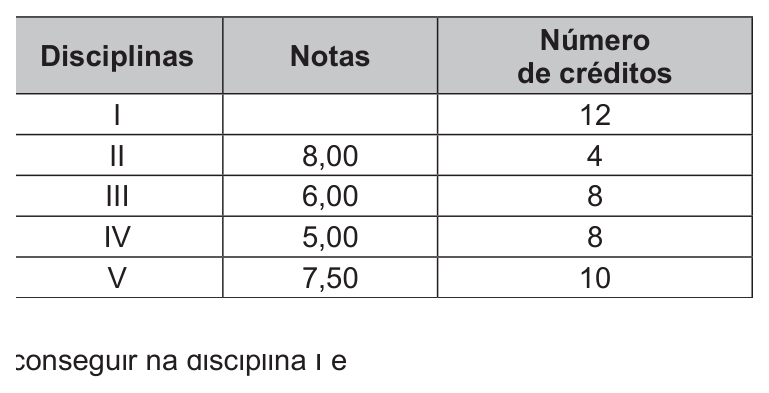 Disciplinas Notas Número de créditos
I 12
II 8,00 4
III 6,00 8
IV 5,00 8
V 7,50 10
conseguir na disciplina I e